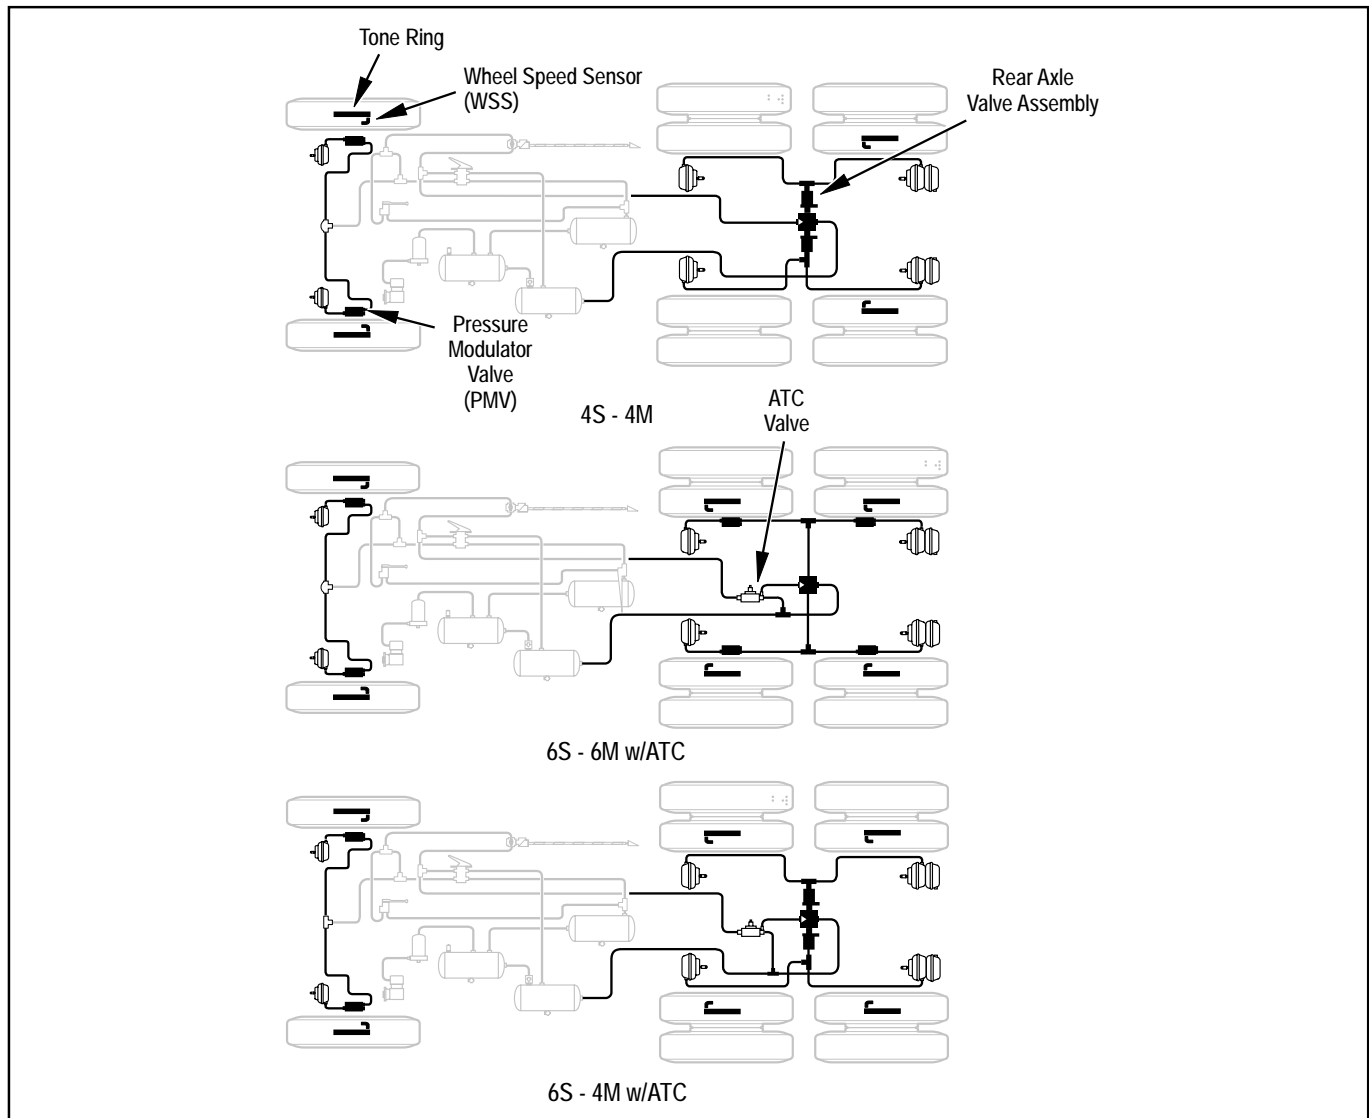 Tone Ring
Wheel Speed Sensor
(WSS)
Rear Axle
Valve Assembly
Pressure
Modulator
Valve
(PMV)
4S - 4M
ATC
Valve
6S - 6M w/ATC
6S - 4M w/ATC